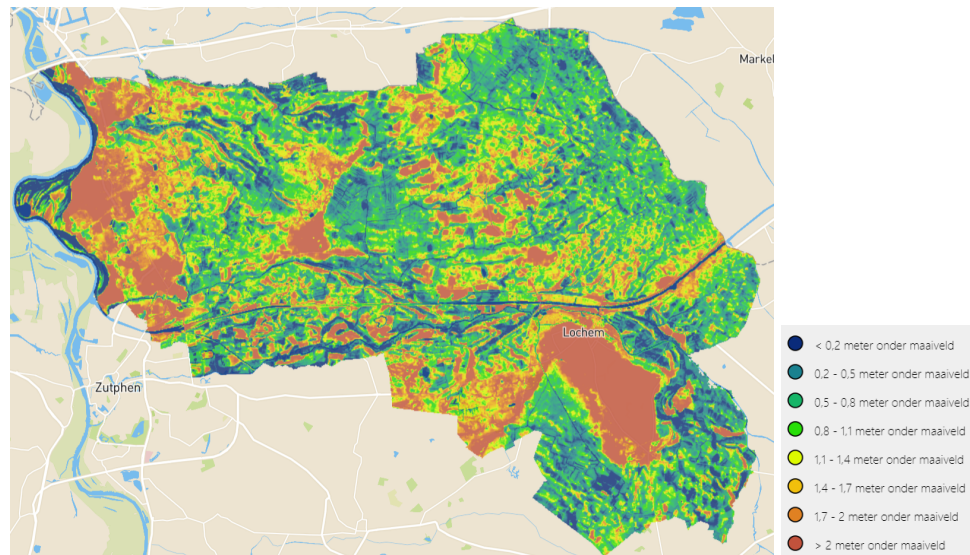 Markel
Lochem
Zutphen
< 0.2 meter onder maaiveld
0.2 - 0,5 meter onder maaiveld
0,5 - 0,8 meter onder maaiveld
0,8 - 1,1 meter onder maaiveld
1,1 - 1,4 meter onder maaiveld
1,4 - 1,7 meter onder maaiveld
1,7 - 2 meter onder maaiveld
> 2 meter onder maaiveld